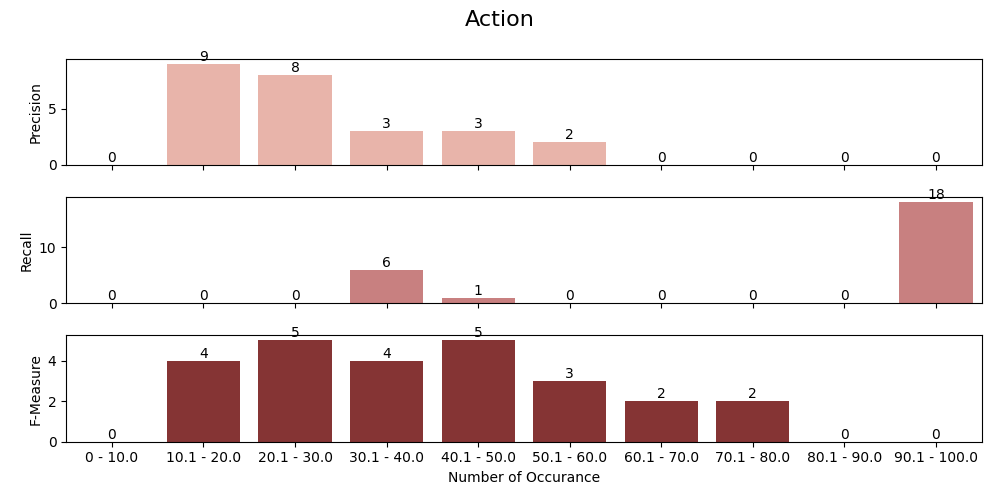 Action
Precision
5
0
0 9 8 3 3 2 0 0 0 0
Recall
10
0
0 0 0 6 1 0 0 0 0 18
F-Measure
4
2
0
0 4 5 4 5 3 2 2 0 0
0 - 10.0 10.1 - 20.0 20.1 - 30.0 30.1 - 40.0 40.1 - 50.0 50.1 - 60.0 60.1 - 70.0 70.1 - 80.0 80.1 - 90.0 90.1 - 100.0
Number of Occurance